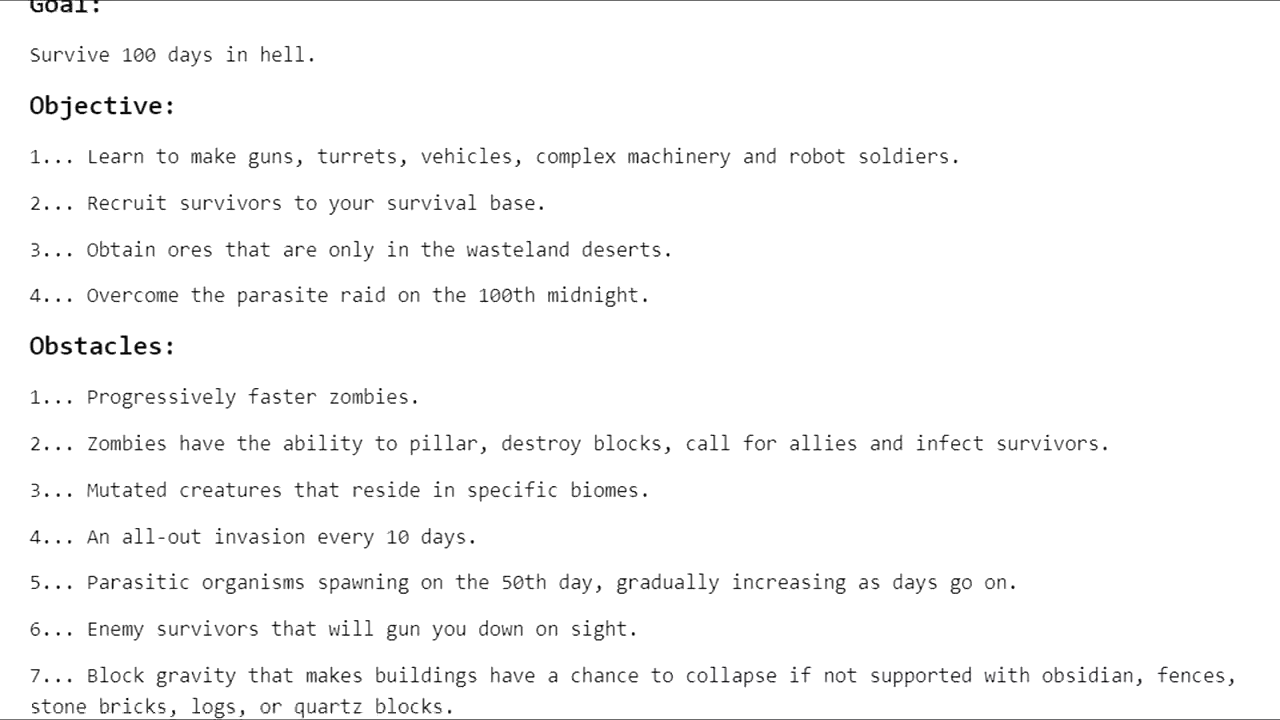 Goal:
Survive 100 days in hell.
Objective:
1... Learn to make guns, turrets, vehicles, complex machinery and robot soldiers.
2... Recruit survivors to your survival base.
3... Obtain ores that are only in the wasteland deserts.
4... Overcome the parasite raid on the 100th midnight.
Obstacles:
1... Progressively faster zombies.
2... Zombies have the ability to pillar, destroy blocks, call for allies and infect survivors.
3... Mutated creatures that reside in specific biomes.
4... An all-out invasion every 10 days.
5... Parasitic organisms spawning on the 50th day, gradually increasing as days go on.
6... Enemy survivors that will gun you down on sight.
7... Block gravity that makes buildings have a chance to collapse if not supported with obsidian, fences,
stone bricks, logs, or quartz blocks.